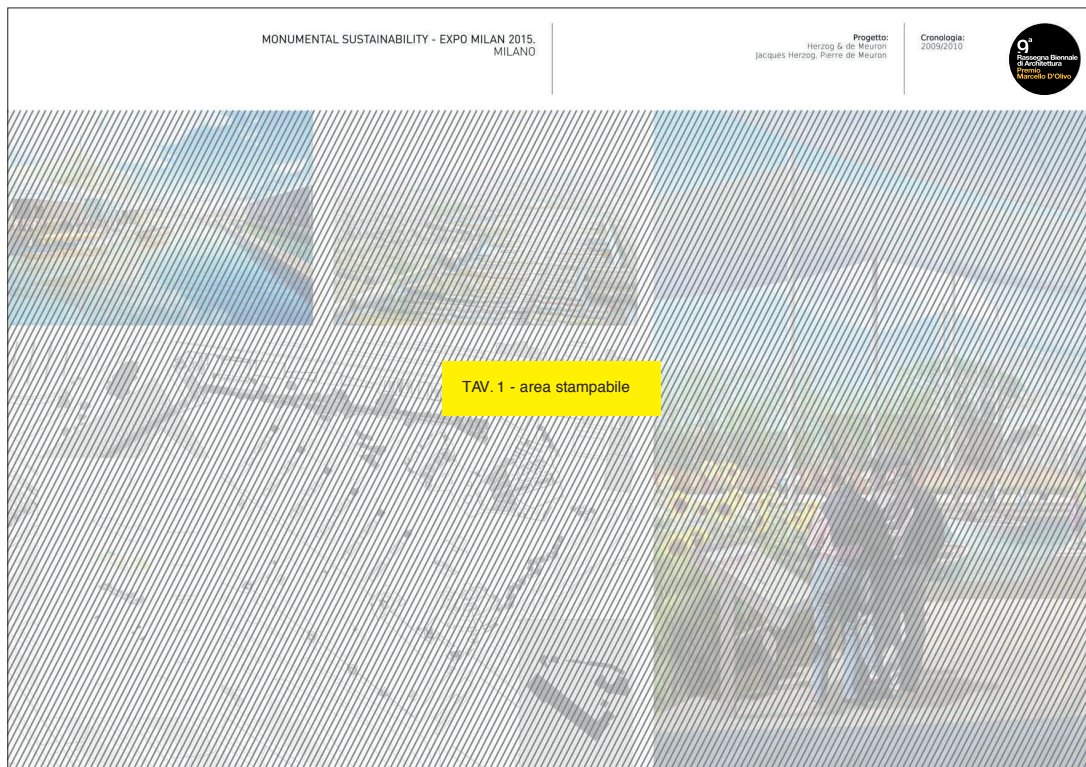 MONUMENTAL SUSTAINABILITY - EXPO MILAN 2015.
MILANO
Progetto:
Herzog & de Meuron
Jacques Herzog, Pierre de Meuron
Cronologia:
2009/2010
9ª
Rassegna Biennale
di Architettura
Premio
Marcello D'Olivo
TAV. 1 - area stampabile